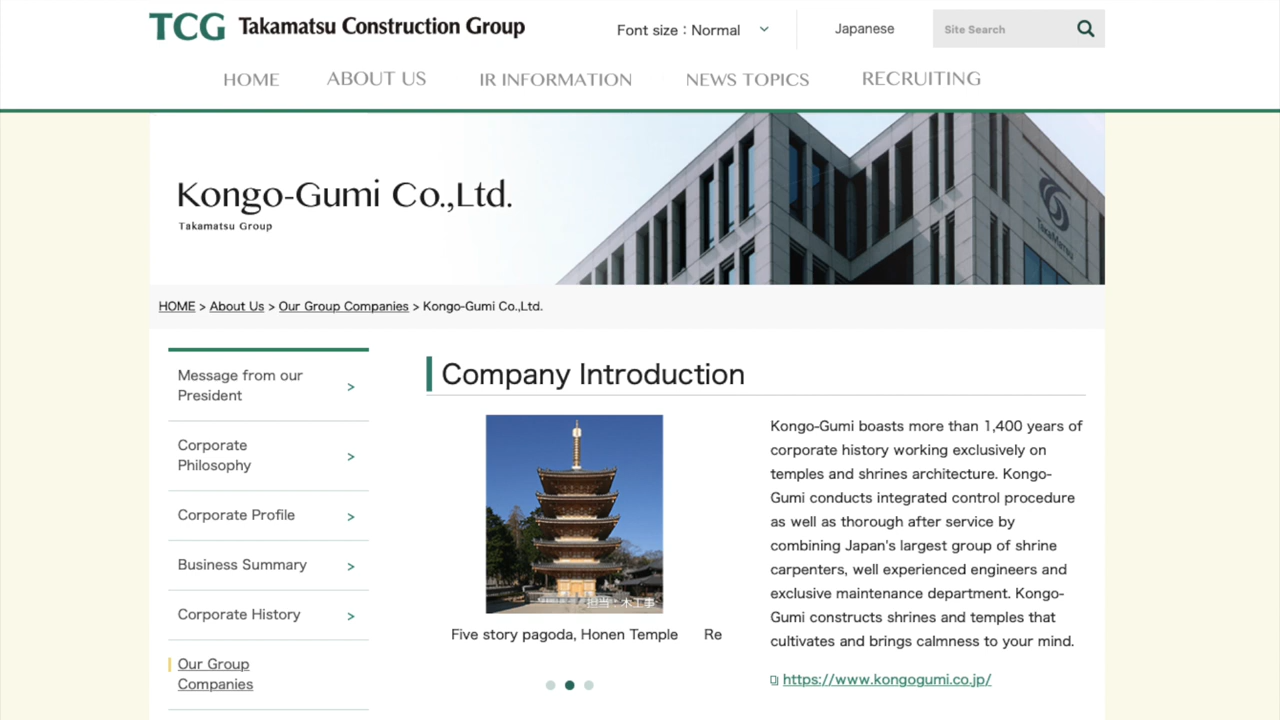 TCG Takamatsu Construction Group
Font size：Normal
Japanese
Site Search
HOME
ABOUT US
IR INFORMATION
NEWS TOPICS
RECRUITING
Kongo-Gumi Co.,Ltd.
Takamatsu Group
TakaMatsu
HOME > About Us > Our Group Companies > Kongo-Gumi Co.,Ltd.
Message from our
President
>
Corporate
Philosophy
>
Corporate Profile
>
Business Summary
>
Corporate History
>
Our Group
Companies
Company Introduction
担当：木工事
Five story pagoda, Honen Temple
Re
Kongo-Gumi boasts more than 1,400 years of
corporate history working exclusively on
temples and shrines architecture. Kongo-
Gumi conducts integrated control procedure
as well as thorough after service by
combining Japan's largest group of shrine
carpenters, well experienced engineers and
exclusive maintenance department. Kongo-
Gumi constructs shrines and temples that
cultivates and brings calmness to your mind.
https://www.kongogumi.co.jp/